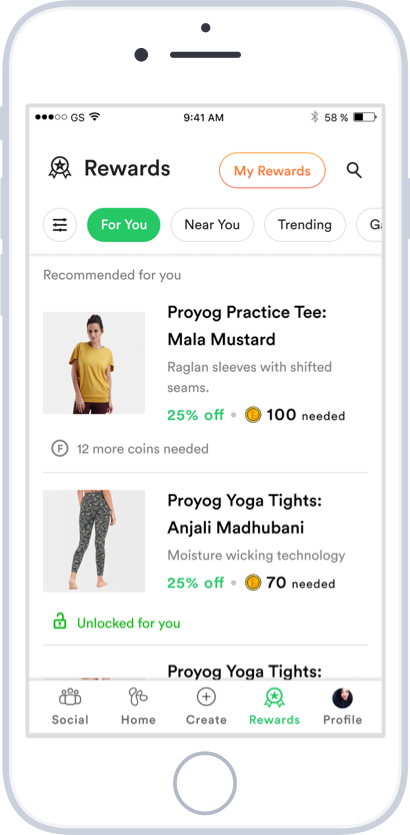 GS 9:41 AM 58 %
Rewards My Rewards
For You Near You Trending
Recommended for you
Proyog Practice Tee:
Mala Mustard
Raglan sleeves with shifted
seams.
25% off • 100 needed
F 12 more coins needed
Proyog Yoga Tights:
Anjali Madhubani
Moisture wicking technology
25% off • 70 needed
Unlocked for you
Proyog Yoga Tights:
Social Home Create Rewards Profile